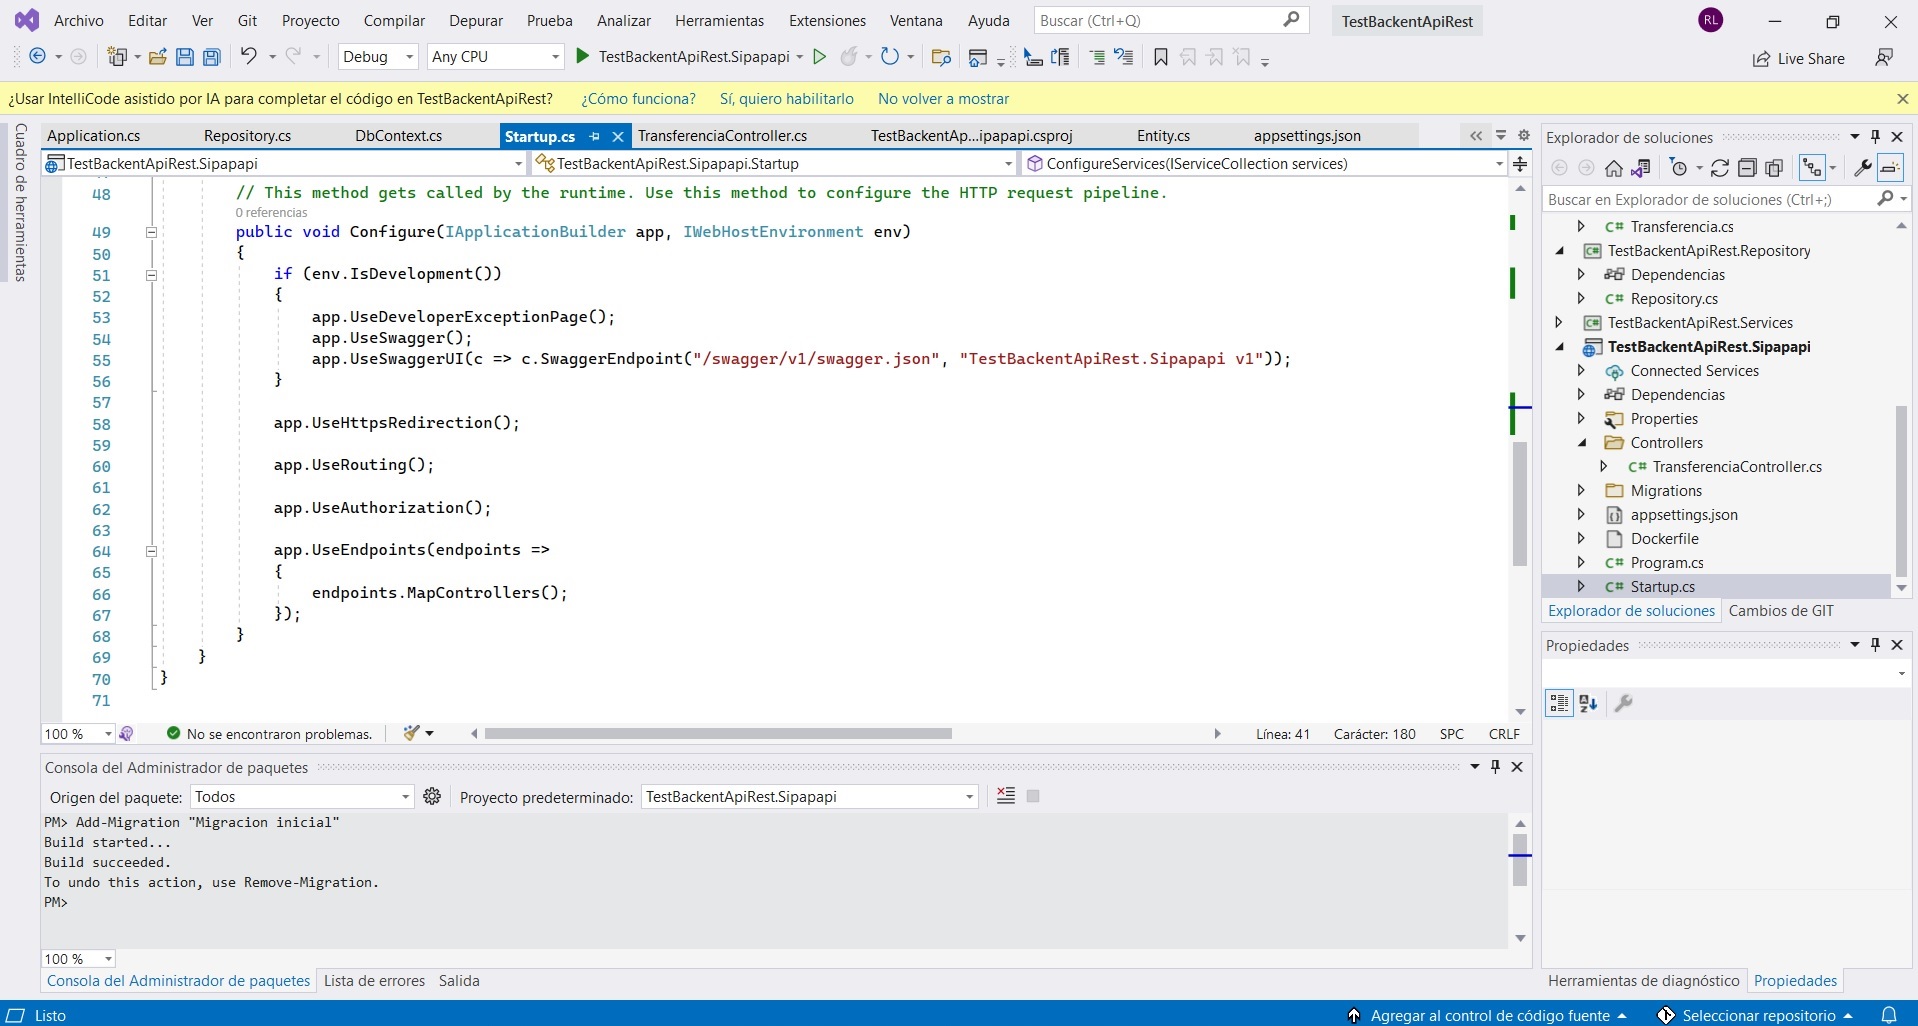 Archivo Editar Ver Git Proyecto Compilar Depurar Prueba Analizar Herramientas Extensiones Ventana Ayuda Buscar (Ctrl+Q) TestBackentApiRest RL
Debug Any CPU TestBackentApiRest.Sipapapi Live Share
¿Usar IntelliCode asistido por IA para completar el código en TestBackentApiRest? ¿Cómo funciona? Sí, quiero habilitarlo No volver a mostrar
Cuadro de herramientas
Application.cs Repository.cs DbContext.cs Startup.cs TransferenciaController.cs TestBackentAp...ipapapi.csproj Entity.cs appsettings.json
TestBackentApiRest.Sipapapi TestBackentApiRest.Sipapapi.Startup ConfigureServices(IServiceCollection services)
48 // This method gets called by the runtime. Use this method to configure the HTTP request pipeline.
0 referencias
49 public void Configure(IApplicationBuilder app, IWebHostEnvironment env)
50 {
51 if (env.IsDevelopment())
52 {
53 app.UseDeveloperExceptionPage();
54 app.UseSwagger();
55 app.UseSwaggerUI(c => c.SwaggerEndpoint("/swagger/v1/swagger.json", "TestBackentApiRest.Sipapapi v1"));
56 }
57
58 app.UseHttpsRedirection();
59
60 app.UseRouting();
61
62 app.UseAuthorization();
63
64 app.UseEndpoints(endpoints =>
65 {
66 endpoints.MapControllers();
67 });
68 }
69 }
70 }
71
100 % No se encontraron problemas. Línea: 41 Carácter: 180 SPC CRLF
Consola del Administrador de paquetes
Origen del paquete: Todos Proyecto predeterminado: TestBackentApiRest.Sipapapi
PM> Add-Migration "Migracion inicial"
Build started...
Build succeeded.
To undo this action, use Remove-Migration.
PM>
100 %
Consola del Administrador de paquetes Lista de errores Salida
Explorador de soluciones
Buscar en Explorador de soluciones (Ctrl+;)
C# Transferencia.cs
C# TestBackentApiRest.Repository
Dependencias
C# Repository.cs
C# TestBackentApiRest.Services
TestBackentApiRest.Sipapapi
Connected Services
Dependencias
Properties
Controllers
C# TransferenciaController.cs
Migrations
appsettings.json
Dockerfile
C# Program.cs
C# Startup.cs
Explorador de soluciones Cambios de GIT
Propiedades
Herramientas de diagnóstico Propiedades
Listo Agregar al control de código fuente Seleccionar repositorio